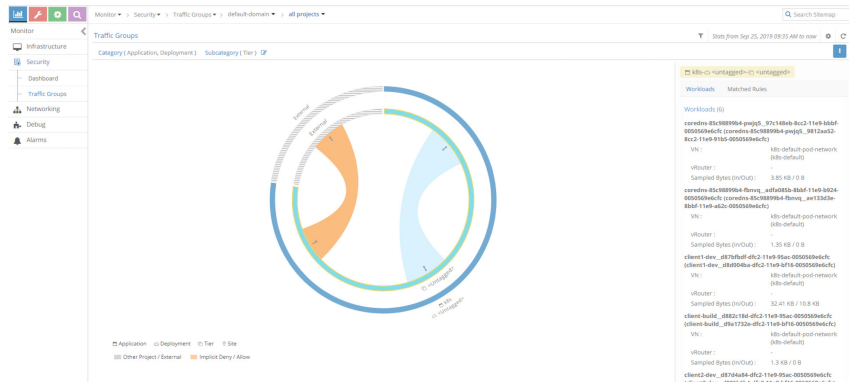 Monitor > Security > Traffic Groups > default-domain > all projects
Search Sitemap
Monitor
Infrastructure
Security
Dashboard
Traffic Groups
Networking
Debug
Alarms
Traffic Groups
Stats from Sep 25, 2019 09:35 AM to now
Category ( Application, Deployment ) Subcategory ( Tier )
External
External
<Untagged>
k8s
<Untagged>
Application Deployment Tier Site
Other Project / External Implicit Deny / Allow
k8s- <untagged>- <untagged>
Workloads Matched Rules
Workloads (6)
coredns-85c98899b4-pwjq5__97c148eb-8cc2-11e9-bbbf-
0050569e6cfc (coredns-85c98899b4-pwjq5__9812aa52-
8cc2-11e9-91b5-0050569e6cfc)
VN : k8s-default-pod-network
(k8s-default)
vRouter : -
Sampled Bytes (In/Out) : 3.85 KB / 0 B
coredns-85c98899b4-fbnvq__adfa085b-8bbf-11e9-b924-
0050569e6cfc (coredns-85c98899b4-fbnvq__ae133d3e-
8bbf-11e9-a62c-0050569e6cfc)
VN : k8s-default-pod-network
(k8s-default)
vRouter : -
Sampled Bytes (In/Out) : 1.35 KB / 0 B
client1-dev__d87bfbdf-dfc2-11e9-95ac-0050569e6cfc
(client1-dev__d8d004ba-dfc2-11e9-bf16-0050569e6cfc)
VN : k8s-default-pod-network
(k8s-default)
vRouter : -
Sampled Bytes (In/Out) : 32.41 KB / 10.8 KB
client-build__d882c18d-dfc2-11e9-95ac-0050569e6cfc
(client-build__d9a1732e-dfc2-11e9-bf16-0050569e6cfc)
VN : k8s-default-pod-network
(k8s-default)
vRouter : -
Sampled Bytes (In/Out) : 1.3 KB / 0 B
client2-dev__d87d4a84-dfc2-11e9-95ac-0050569e6cfc